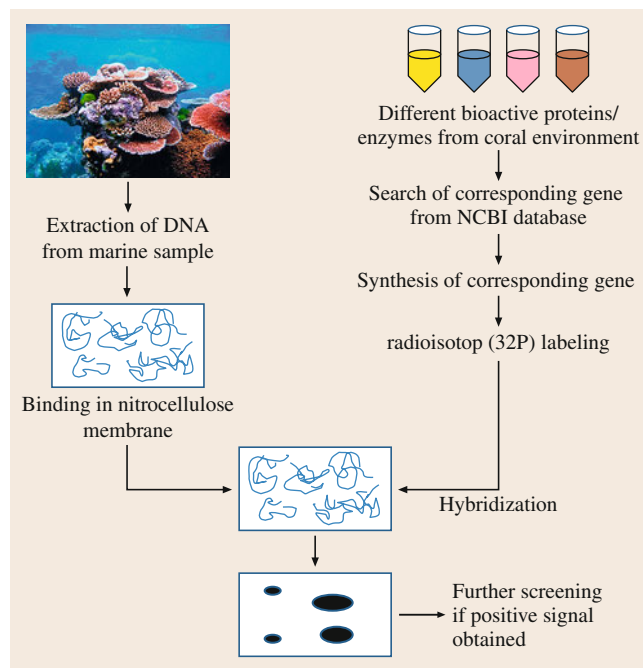 Different bioactive proteins/
enzymes from coral environment
Search of corresponding gene
from NCBI database
Extraction of DNA
from marine sample
Synthesis of corresponding gene
radioisotop (32P) labeling
Binding in nitrocellulose
membrane
Hybridization
Further screening
if positive signal
obtained